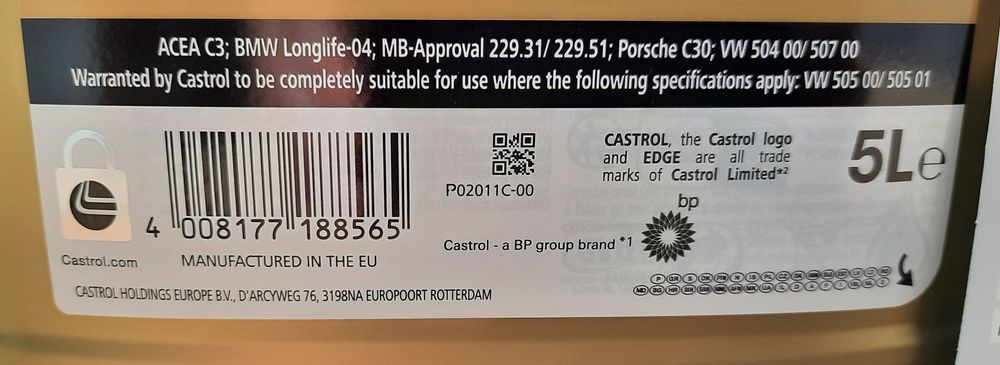 ACEA C3; BMW Longlife-04; MB-Approval 229.31/ 229.51; Porsche C30; VW 504 00/ 507 00
Warranted by Castrol to be completely suitable for use where the following specifications apply: VW 505 00/ 505 01
CASTROL, the Castrol logo
and EDGE are all trade
marks of Castrol Limited*²
5Le
P02011C-00
4 008177 188565
bp
Castrol - a BP group brand *1
Castrol.com
MANUFACTURED IN THE EU
CASTROL HOLDINGS EUROPE B.V., D'ARCYWEG 76, 3198NA EUROPOORT ROTTERDAM